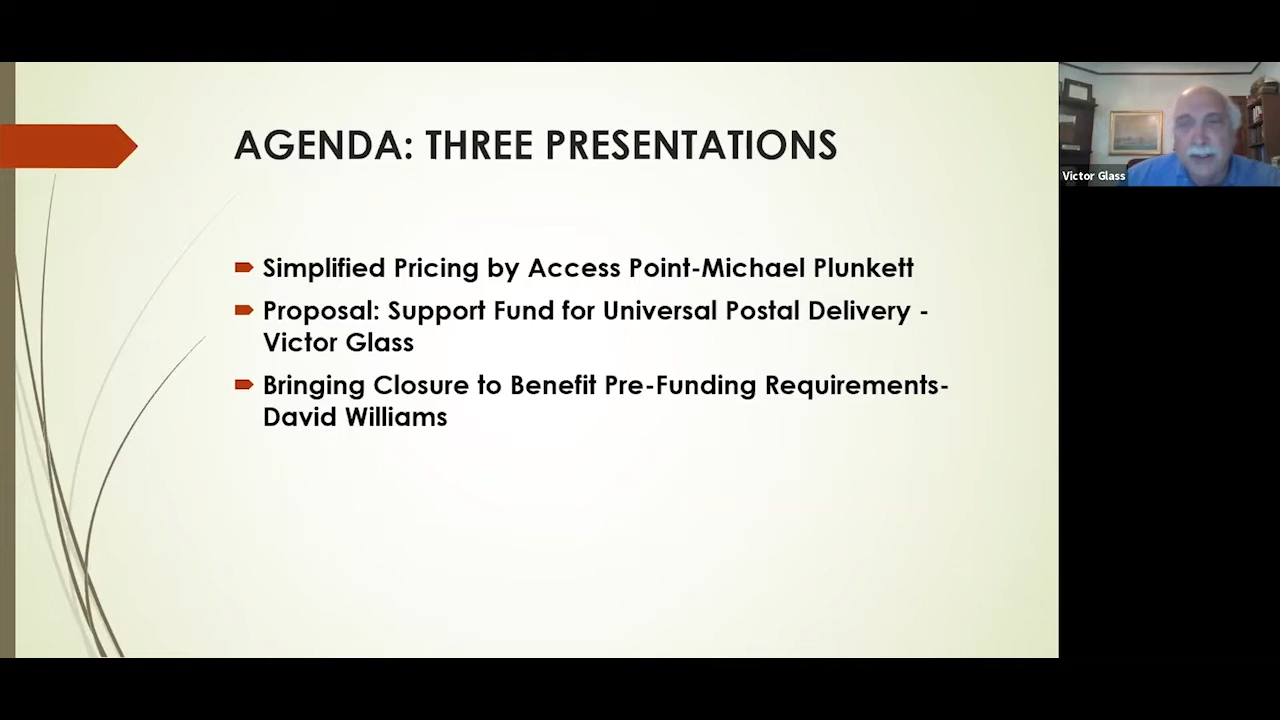 AGENDA: THREE PRESENTATIONS
Simplified Pricing by Access Point-Michael Plunkett
Proposal: Support Fund for Universal Postal Delivery -
Victor Glass
Bringing Closure to Benefit Pre-Funding Requirements-
David Williams
Victor Glass